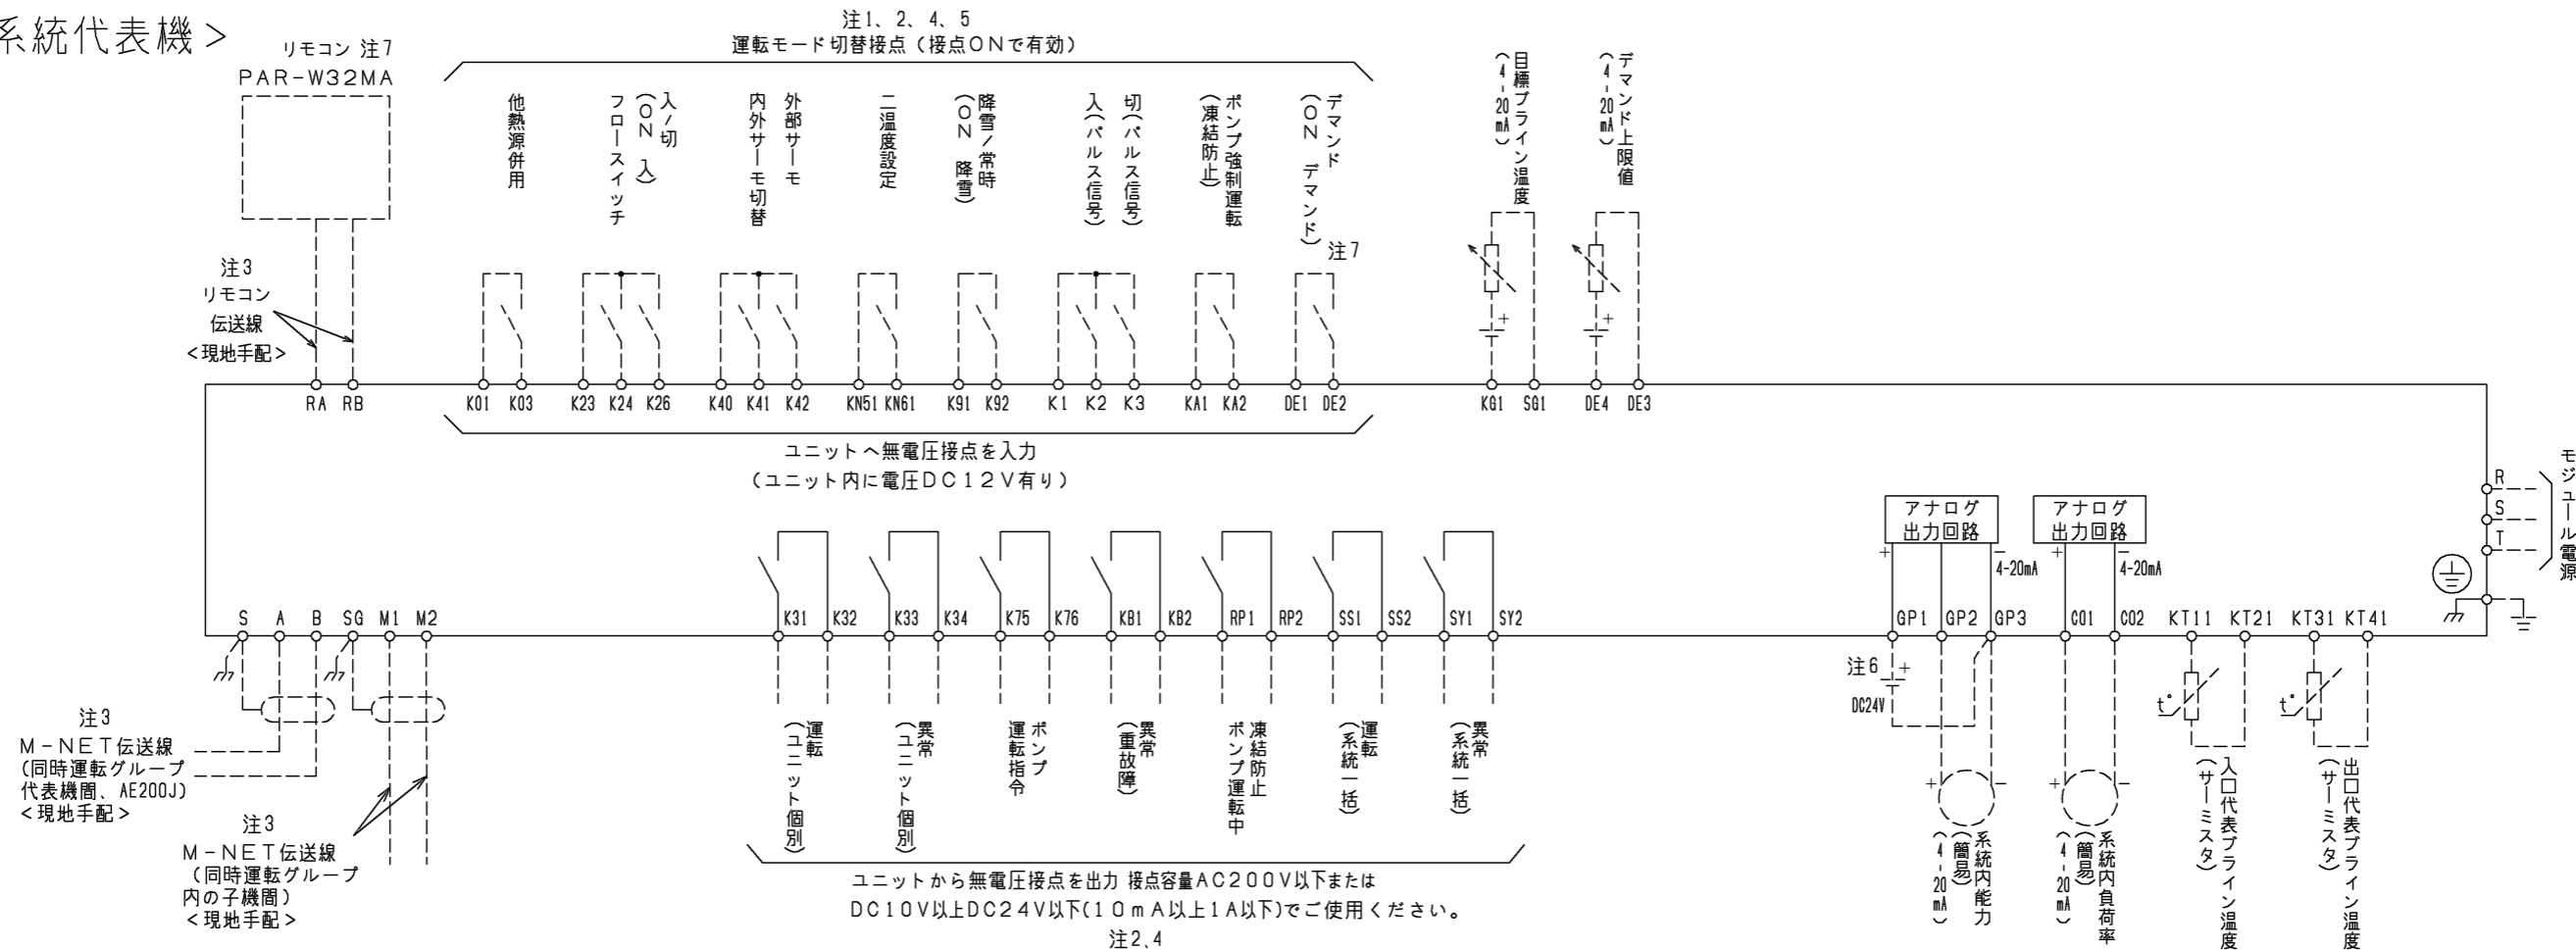 系統代表機＞
リモコン 注7
PAR-W32MA
注1、2、4、5
運転モード切替接点（接点ONで有効）
他熱源併用
入／切
（ON 入）
フロースイッチ
外部サーモ
内外サーモ切替
二温度設定
降雪／常時
（ON 降雪）
切（パルス信号）
入（パルス信号）
ポンプ強制運転
（凍結防止）
デマンド
（ON デマンド）
注7
目標ブライン温度
（4-20mA）
デマンド上限値
（4-20mA）
注3
リモコン
伝送線
＜現地手配＞
+
+
RA RB K01 K03 K23 K24 K26 K40 K41 K42 KN51 KN61 K91 K92 K1 K2 K3 KA1 KA2 DE1 DE2 KG1 SG1 DE4 DE3
ユニットへ無電圧接点を入力
（ユニット内に電圧DC12V有り）
R
S
T
モジュール電源
アナログ
出力回路
アナログ
出力回路
+ − 4-20mA + − 4-20mA
S A B SG M1 M2 K31 K32 K33 K34 K75 K76 KB1 KB2 RP1 RP2 SS1 SS2 SY1 SY2 GP1 GP2 GP3 CO1 CO2 KT11 KT21 KT31 KT41
注6 +
DC24V
t°
t°
注3
M-NET伝送線
（同時運転グループ
代表機間、AE200J）
＜現地手配＞
注3
M-NET伝送線
（同時運転グループ
内の子機間）
＜現地手配＞
運転
（ユニット個別）
異常
（ユニット個別）
ポンプ
運転指令
異常
（重故障）
凍結防止
ポンプ運転中
運転
（系統一括）
異常
（系統一括）
+ − + −
系統内能力
（簡易）
（4-20mA）
系統内負荷率
（簡易）
（4-20mA）
入口代表ブライン温度
（サーミスタ）
出口代表ブライン温度
（サーミスタ）
ユニットから無電圧接点を出力 接点容量AC200V以下または
DC10V以上DC24V以下(10mA以上1A以下)でご使用ください。
注2,4